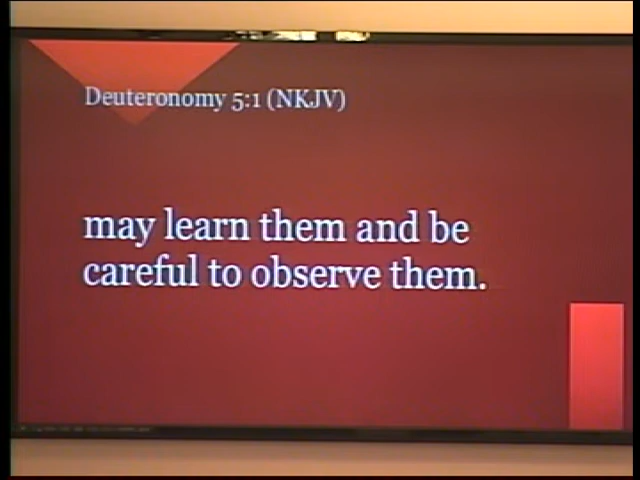 Deuteronomy 5:1 (NKJV)
may learn them and be
careful to observe them.